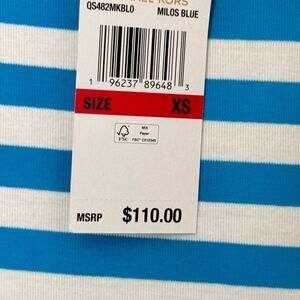 KORS
QS482MKBL0 MILOS BLUE
1 96237 89648 3
SIZE XS
MIX
Paper
FSC
MSRP $110.00